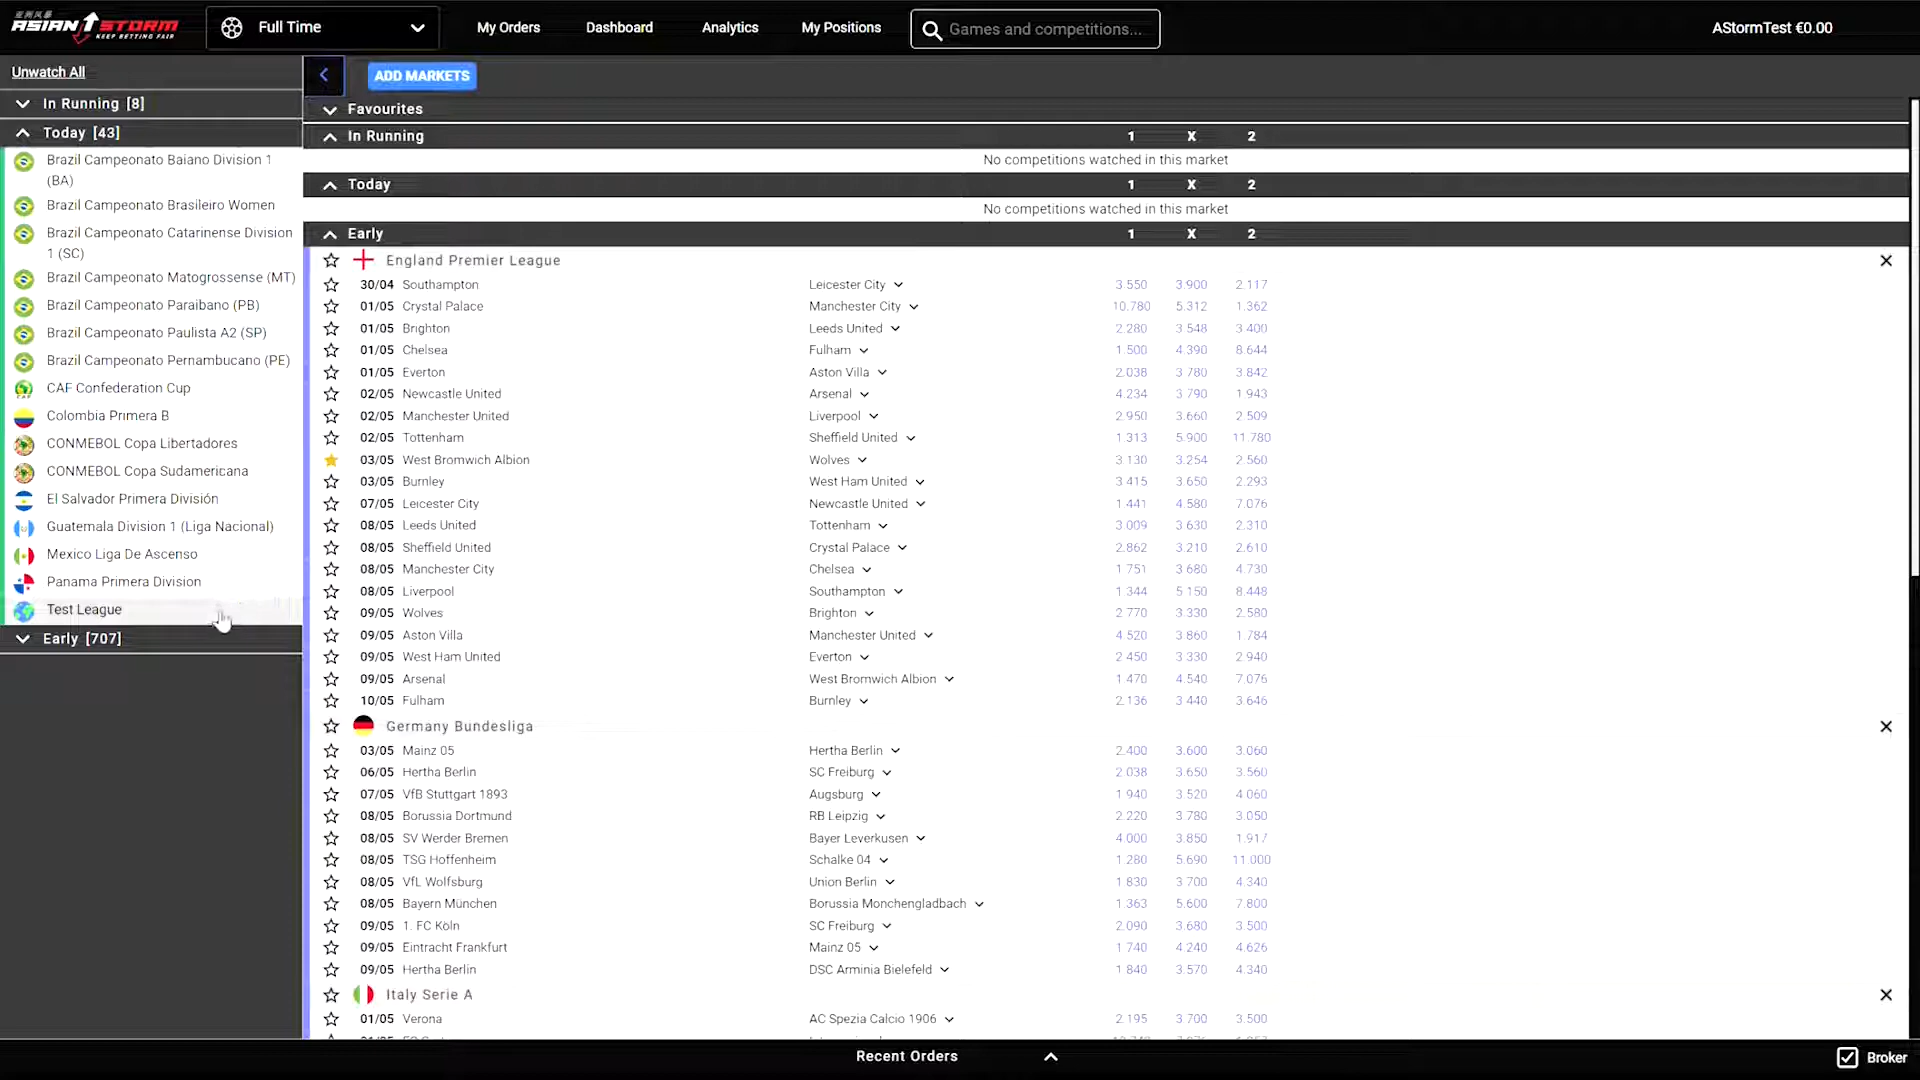 亚洲风暴
ASIAN STORM
KEEP BETTING FAIR
Full Time
My Orders
Dashboard
Analytics
My Positions
Games and competitions...
AStormTest €0.00
Unwatch All
In Running [8]
Today [43]
Brazil Campeonato Baiano Division 1
(BA)
Brazil Campeonato Brasileiro Women
Brazil Campeonato Catarinense Division
1 (SC)
Brazil Campeonato Matogrossense (MT)
Brazil Campeonato Paraibano (PB)
Brazil Campeonato Paulista A2 (SP)
Brazil Campeonato Pernambucano (PE)
CAF Confederation Cup
Colombia Primera B
CONMEBOL Copa Libertadores
CONMEBOL Copa Sudamericana
El Salvador Primera División
Guatemala Division 1 (Liga Nacional)
Mexico Liga De Ascenso
Panama Primera Division
Test League
Early [707]
ADD MARKETS
Favourites
In Running 1 X 2
No competitions watched in this market
Today 1 X 2
No competitions watched in this market
Early 1 X 2
England Premier League
30/04 Southampton Leicester City 3.550 3.900 2.117
01/05 Crystal Palace Manchester City 10.780 5.312 1.362
01/05 Brighton Leeds United 2.280 3.548 3.400
01/05 Chelsea Fulham 1.500 4.390 8.644
01/05 Everton Aston Villa 2.038 3.780 3.842
02/05 Newcastle United Arsenal 4.234 3.790 1.943
02/05 Manchester United Liverpool 2.950 3.660 2.509
02/05 Tottenham Sheffield United 1.313 5.900 11.780
03/05 West Bromwich Albion Wolves 3.130 3.254 2.560
03/05 Burnley West Ham United 3.415 3.650 2.293
07/05 Leicester City Newcastle United 1.441 4.580 7.076
08/05 Leeds United Tottenham 3.009 3.630 2.310
08/05 Sheffield United Crystal Palace 2.862 3.210 2.610
08/05 Manchester City Chelsea 1.751 3.680 4.730
08/05 Liverpool Southampton 1.344 5.150 8.448
09/05 Wolves Brighton 2.770 3.330 2.580
09/05 Aston Villa Manchester United 4.520 3.860 1.784
09/05 West Ham United Everton 2.450 3.330 2.940
09/05 Arsenal West Bromwich Albion 1.470 4.540 7.076
10/05 Fulham Burnley 2.136 3.440 3.646
Germany Bundesliga
03/05 Mainz 05 Hertha Berlin 2.400 3.600 3.060
06/05 Hertha Berlin SC Freiburg 2.038 3.650 3.560
07/05 VfB Stuttgart 1893 Augsburg 1.940 3.520 4.060
08/05 Borussia Dortmund RB Leipzig 2.220 3.780 3.050
08/05 SV Werder Bremen Bayer Leverkusen 4.000 3.850 1.917
08/05 TSG Hoffenheim Schalke 04 1.280 5.690 11.000
08/05 VfL Wolfsburg Union Berlin 1.830 3.700 4.340
08/05 Bayern München Borussia Monchengladbach 1.363 5.600 7.800
09/05 1. FC Köln SC Freiburg 2.090 3.680 3.500
09/05 Eintracht Frankfurt Mainz 05 1.740 4.240 4.626
09/05 Hertha Berlin DSC Arminia Bielefeld 1.840 3.570 4.340
Italy Serie A
01/05 Verona AC Spezia Calcio 1906 2.195 3.700 3.500
Recent Orders
Broker